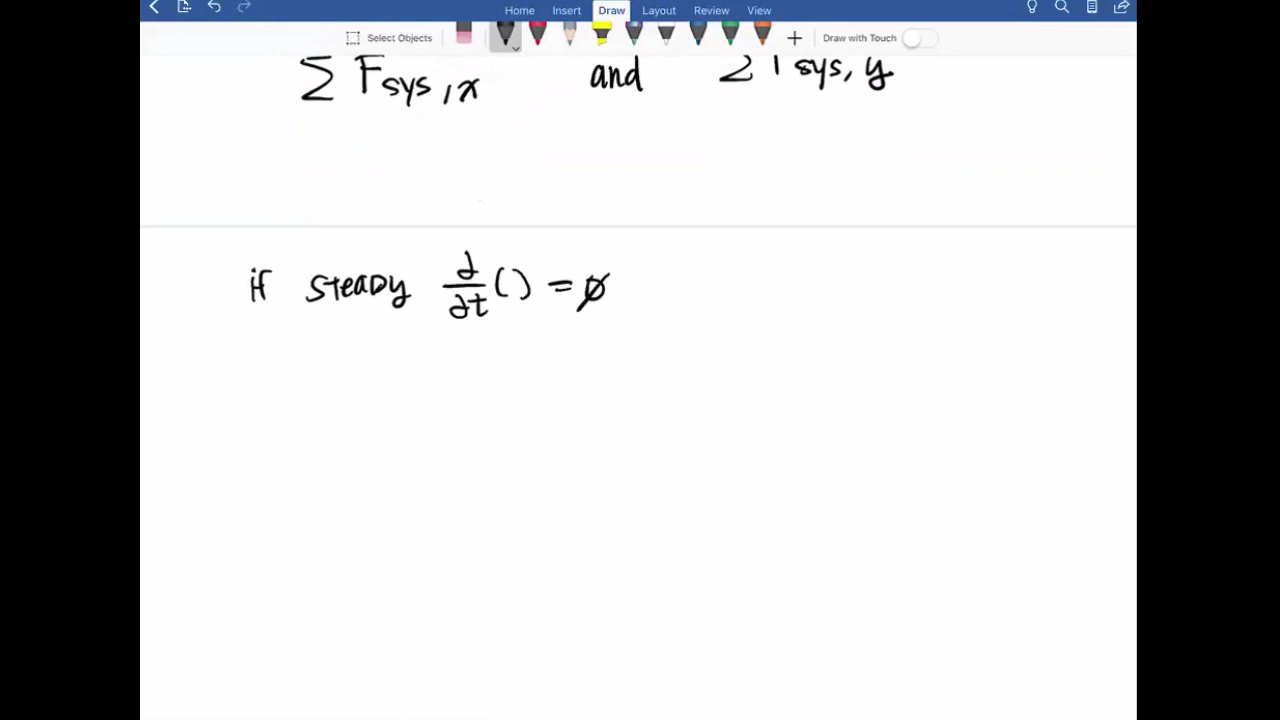 Home Insert Draw Layout Review View
Select Objects Draw with Touch
∑ Fsys,x and ∑ Fsys,y
if steady ∂/∂t ( ) = ∅